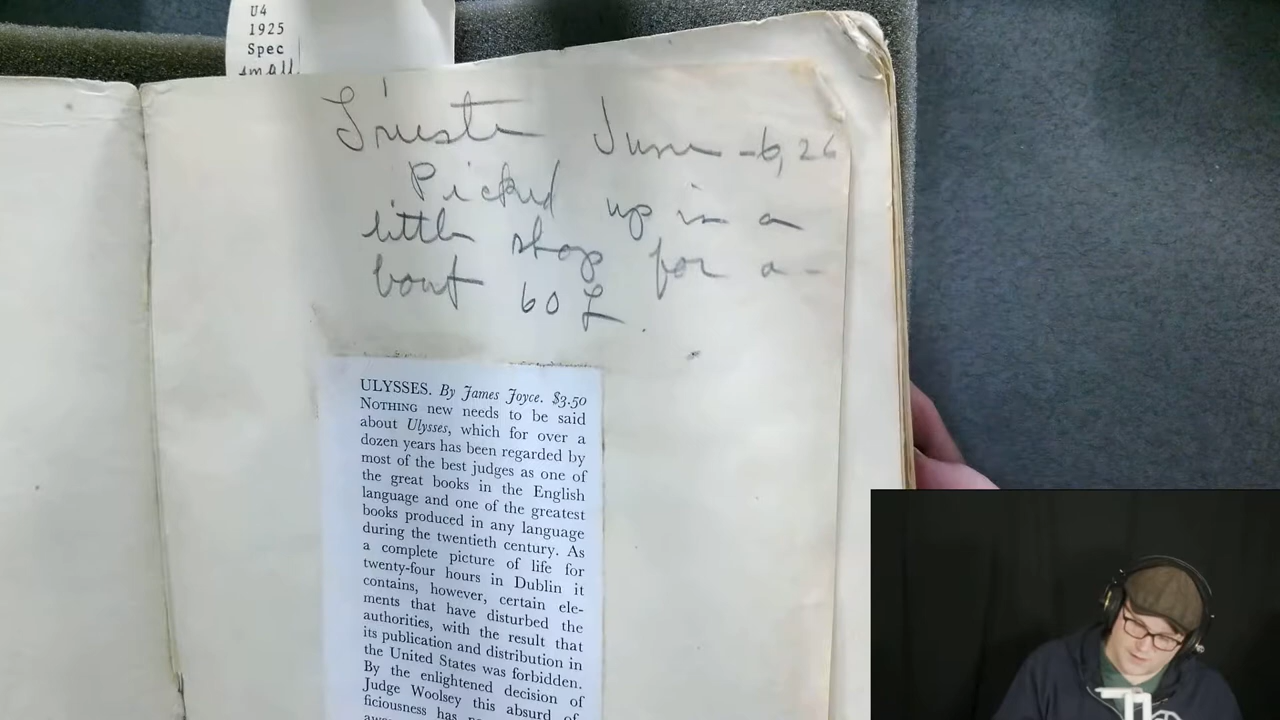 U4
1925
Spec
small
Trieste June -6, 26
Picked up in a
little shop for a-
bout 60 £.
ULYSSES. By James Joyce. $3.50
NOTHING new needs to be said
about Ulysses, which for over a
dozen years has been regarded by
most of the best judges as one of
the great books in the English
language and one of the greatest
books produced in any language
during the twentieth century. As
a complete picture of life for
twenty-four hours in Dublin it
contains, however, certain ele-
ments that have disturbed the
authorities, with the result that
its publication and distribution in
the United States was forbidden.
By the enlightened decision of
Judge Woolsey this absurd of
ficiousness has